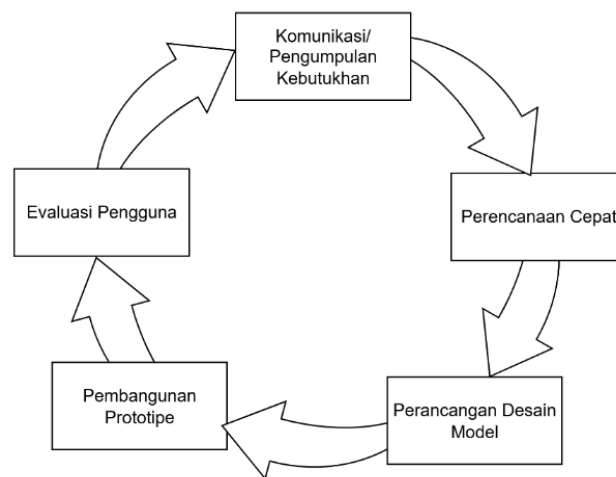 Komunikasi/
Pengumpulan
Kebutukhan
Evaluasi Pengguna
Perencanaan Cepat
Pembangunan
Prototipe
Perancangan Desain
Model